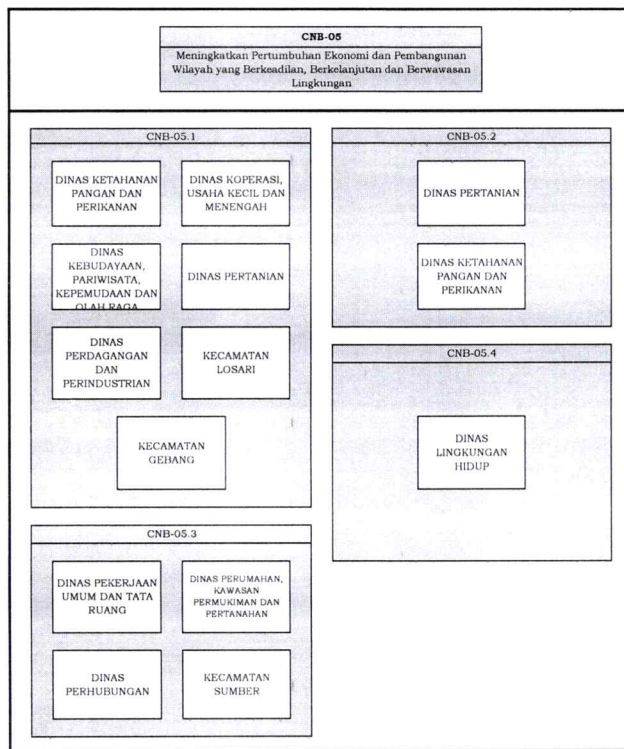 CNB-05
Meningkatkan Pertumbuhan Ekonomi dan Pembangunan
Wilayah yang Berkeadilan, Berkelanjutan dan Berwawasan
Lingkungan
CNB-05.1
DINAS KETAHANAN
PANGAN DAN
PERIKANAN
DINAS KOPERASI,
USAHA KECIL DAN
MENENGAH
DINAS
KEBUDAYAAN,
PARIWISATA,
KEPEMUDAAN DAN
OLAH RAGA
DINAS PERTANIAN
DINAS
PERDAGANGAN
DAN
PERINDUSTRIAN
KECAMATAN
LOSARI
KECAMATAN
GEBANG
CNB-05.2
DINAS PERTANIAN
DINAS KETAHANAN
PANGAN DAN
PERIKANAN
CNB-05.4
DINAS
LINGKUNGAN
HIDUP
CNB-05.3
DINAS PEKERJAAN
UMUM DAN TATA
RUANG
DINAS PERUMAHAN,
KAWASAN
PERMUKIMAN DAN
PERTANAHAN
DINAS
PERHUBUNGAN
KECAMATAN
SUMBER